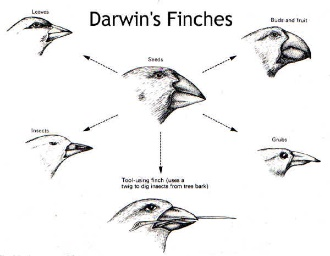 Darwin's Finches
Leaves
Buds and fruit
Seeds
Insects
Grubs
Tool-using finch (uses a
twig to dig insects from tree bark)